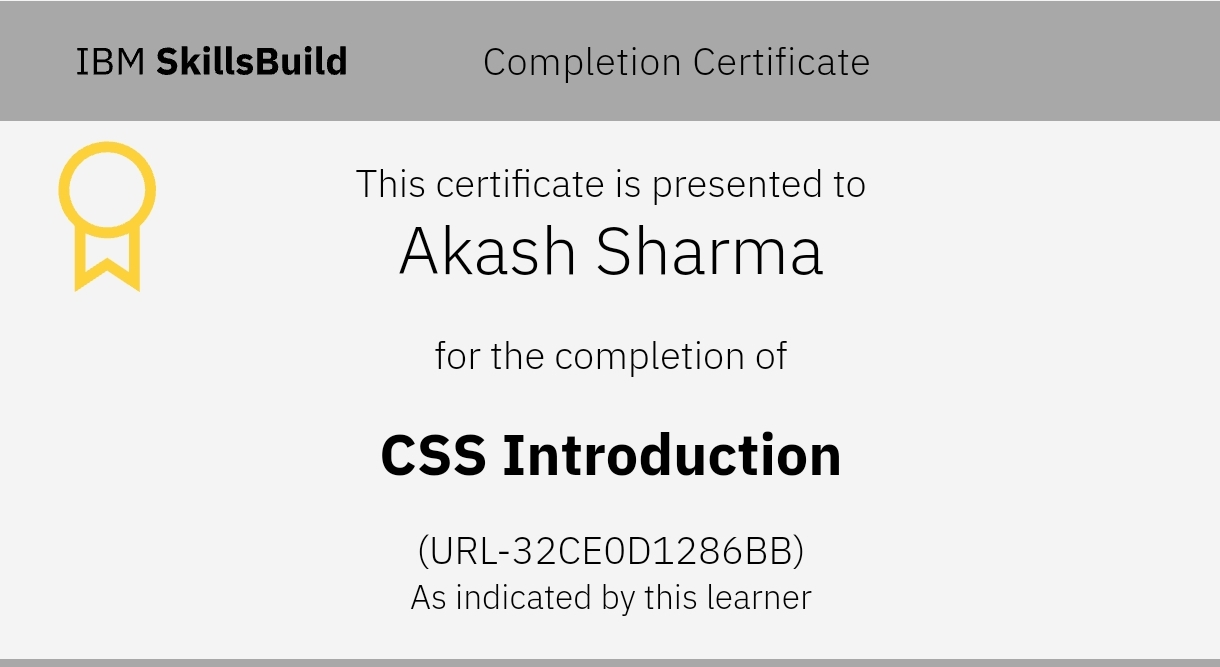 IBM SkillsBuild Completion Certificate
This certificate is presented to
Akash Sharma
for the completion of
CSS Introduction
(URL-32CE0D1286BB)
As indicated by this learner